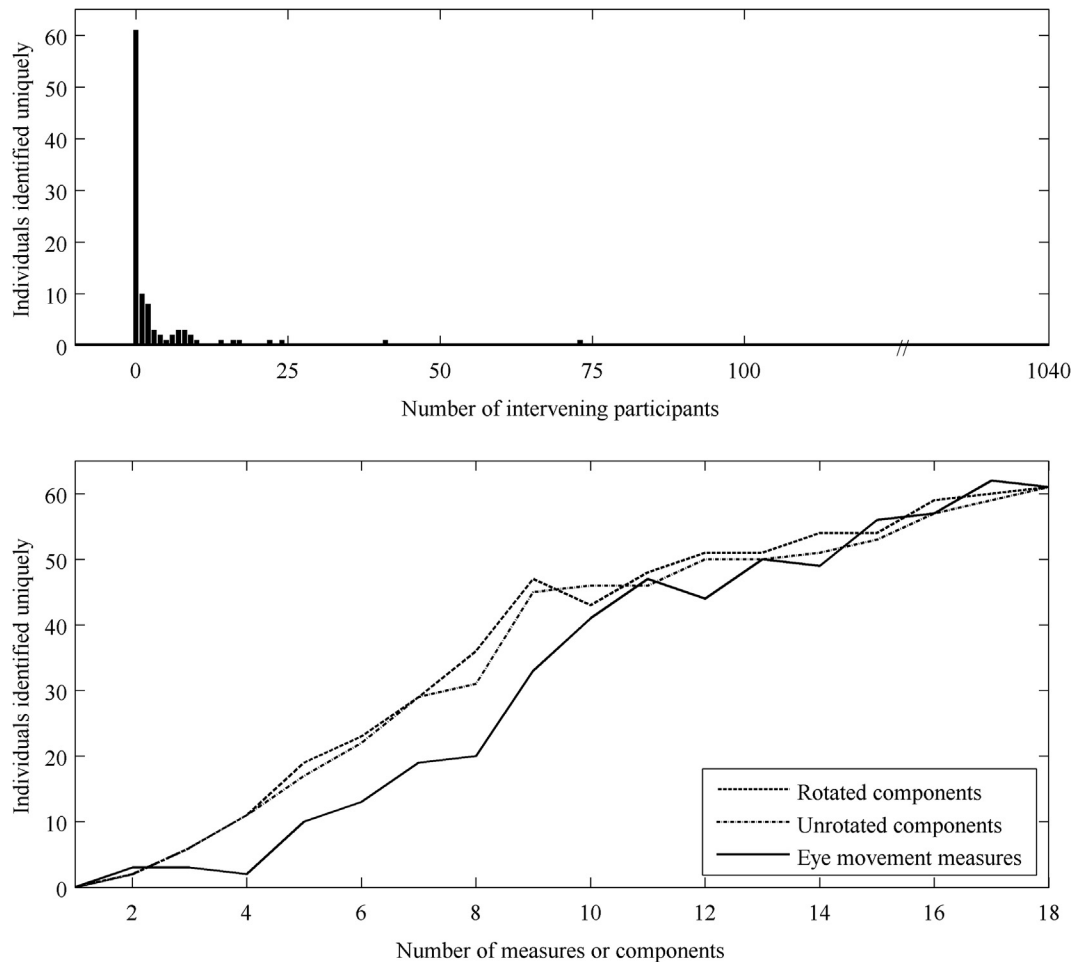 Individuals identified uniquely
60
50
40
30
20
10
0
0 25 50 75 100 // 1040
Number of intervening participants
Individuals identified uniquely
60
50
40
30
20
10
0
Rotated components
Unrotated components
Eye movement measures
2 4 6 8 10 12 14 16 18
Number of measures or components